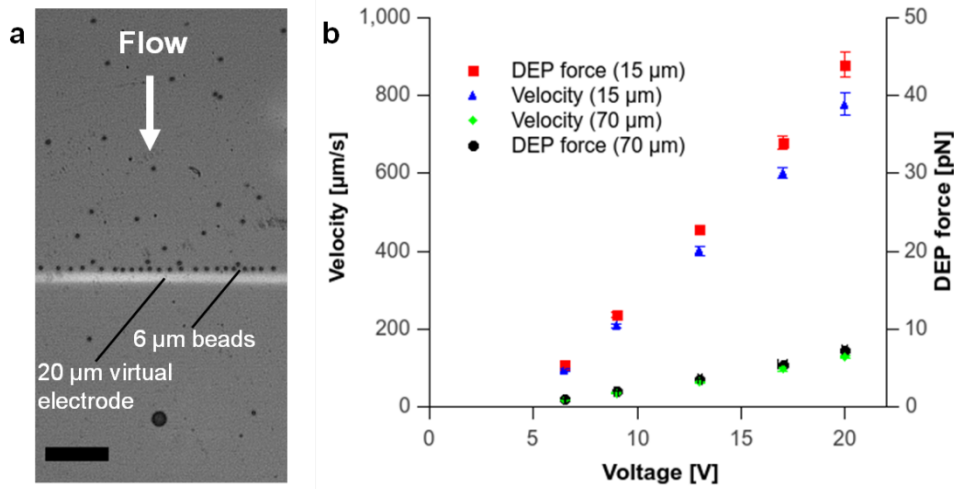 a
Flow
6 µm beads
20 µm virtual
electrode
b
1,000
800
600
400
200
0
Velocity [µm/s]
DEP force (15 µm)
Velocity (15 µm)
Velocity (70 µm)
DEP force (70 µm)
50
40
30
20
10
0
DEP force [pN]
0
5
10
15
20
Voltage [V]